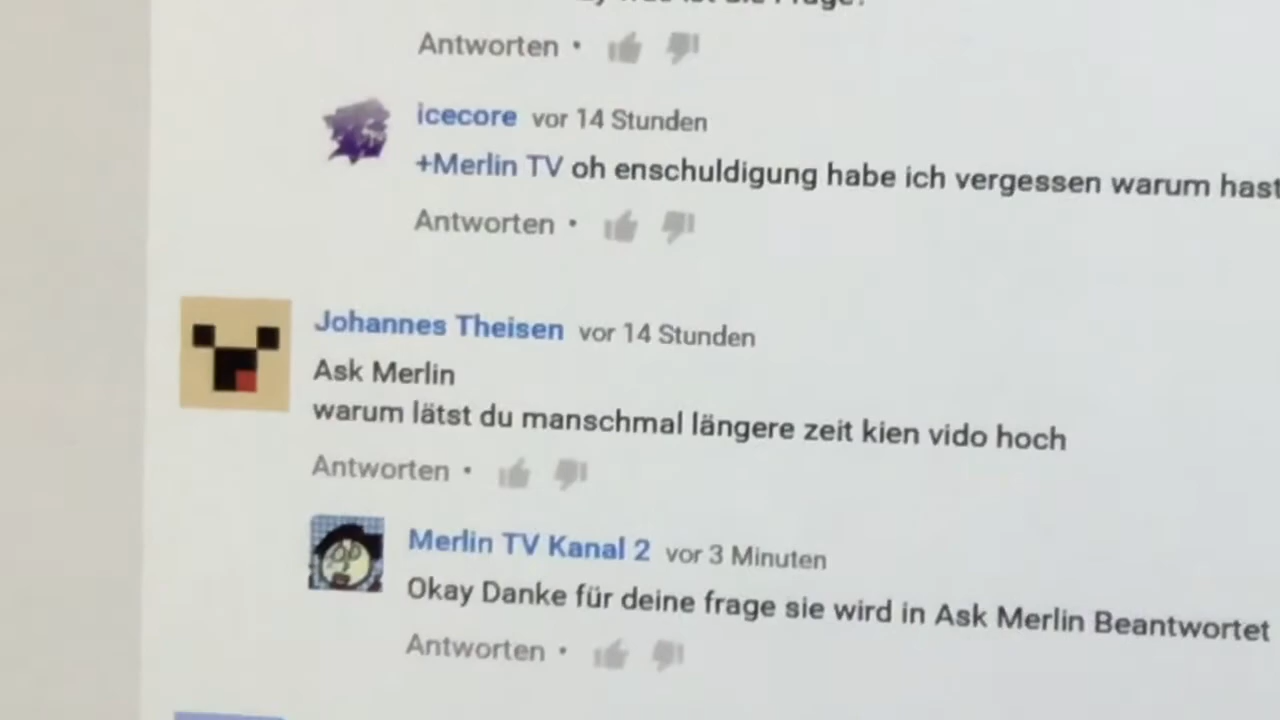 Antworten •
icecore vor 14 Stunden
+Merlin TV oh enschuldigung habe ich vergessen warum hast
Antworten •
Johannes Theisen vor 14 Stunden
Ask Merlin
warum lätst du manschmal längere zeit kien vido hoch
Antworten •
Merlin TV Kanal 2 vor 3 Minuten
Okay Danke für deine frage sie wird in Ask Merlin Beantwortet
Antworten •